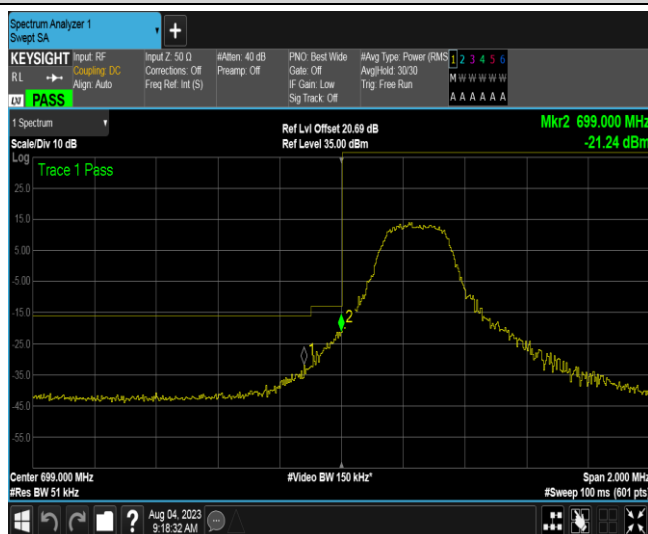 Spectrum Analyzer 1
Swept SA
KEYSIGHT
RL
LXI PASS
Input: RF
Coupling: DC
Align: Auto
Input Z: 50 Ω
Corrections: Off
Freq Ref: Int (S)
#Atten: 40 dB
Preamp: Off
PNO: Best Wide
Gate: Off
IF Gain: Low
Sig Track: Off
#Avg Type: Power (RMS
Avg|Hold: 30/30
Trig: Free Run
1 2 3 4 5 6
M W W W W W
A A A A A A
1 Spectrum
Scale/Div 10 dB
Ref Lvl Offset 20.69 dB
Ref Level 35.00 dBm
Mkr2 699.000 MHz
-21.24 dBm
Log
Trace 1 Pass
25.0
15.0
5.00
-5.00
-15.0
-25.0
-35.0
-45.0
-55.0
2
1
Center 699.000 MHz
#Res BW 51 kHz
#Video BW 150 kHz*
Span 2.000 MHz
#Sweep 100 ms (601 pts)
Aug 04, 2023
9:18:32 AM